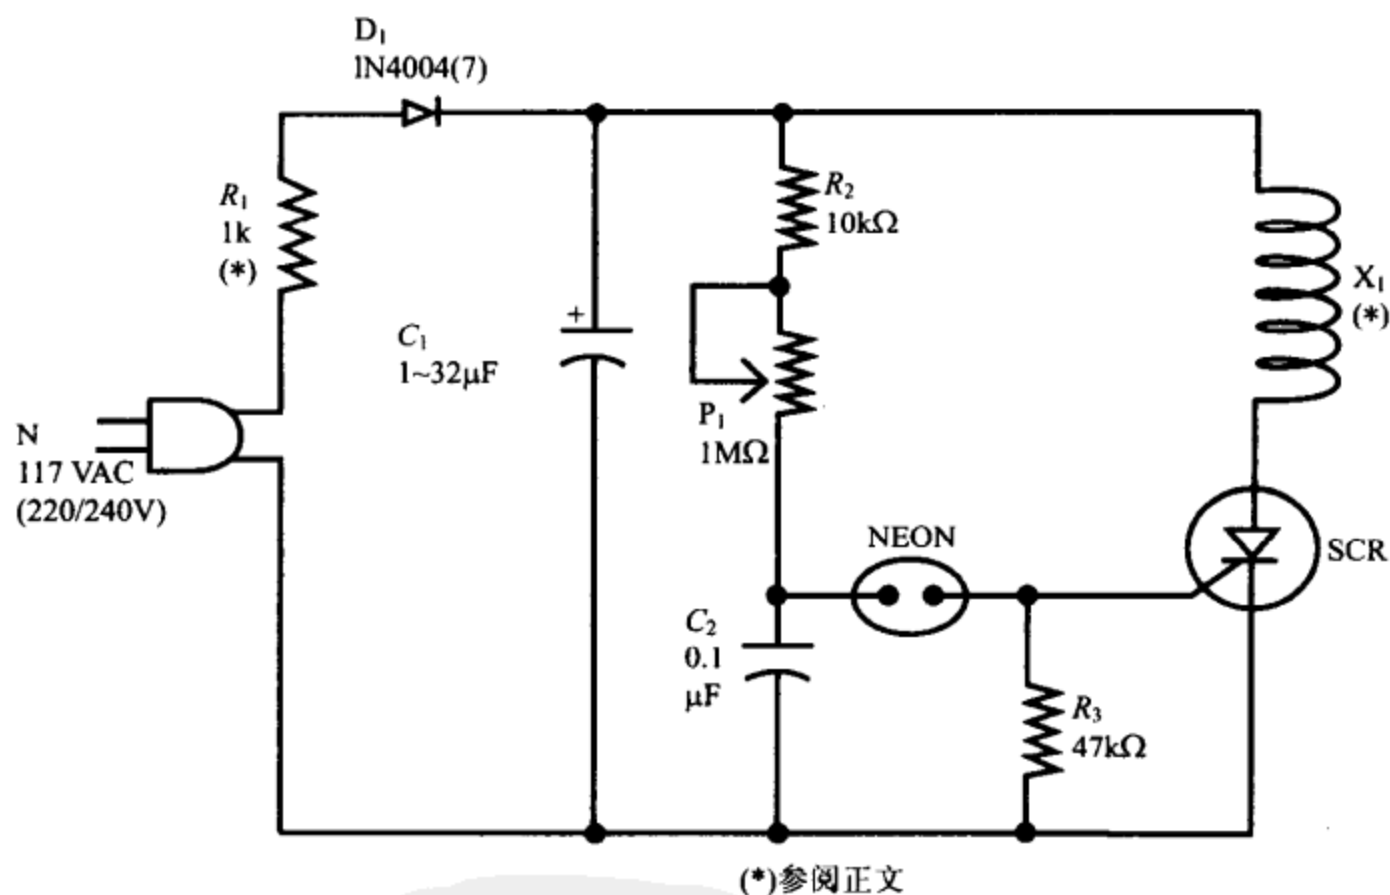 D₁
1N4004(7)
R₁
1k
(*)
R₂
10kΩ
C₁
1~32μF
+
P₁
1MΩ
X₁
(*)
N
117 VAC
(220/240V)
NEON
SCR
C₂
0.1
μF
R₃
47kΩ
(*)参阅正文